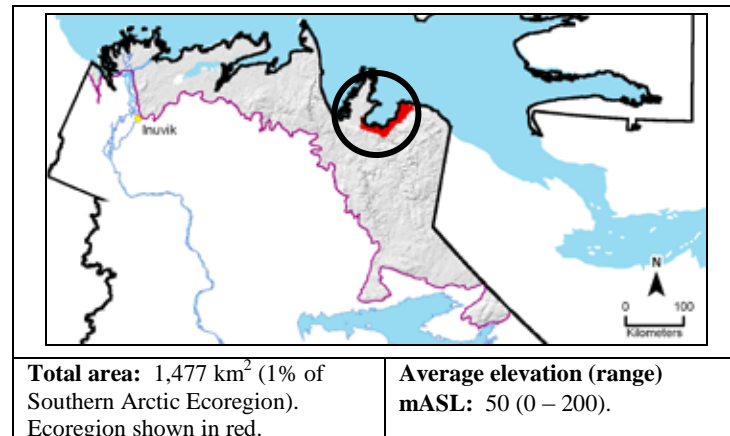 Inuvik
N
0 100
Kilometers
Total area: 1,477 km² (1% of
Southern Arctic Ecoregion).
Ecoregion shown in red.
Average elevation (range)
mASL: 50 (0 – 200).